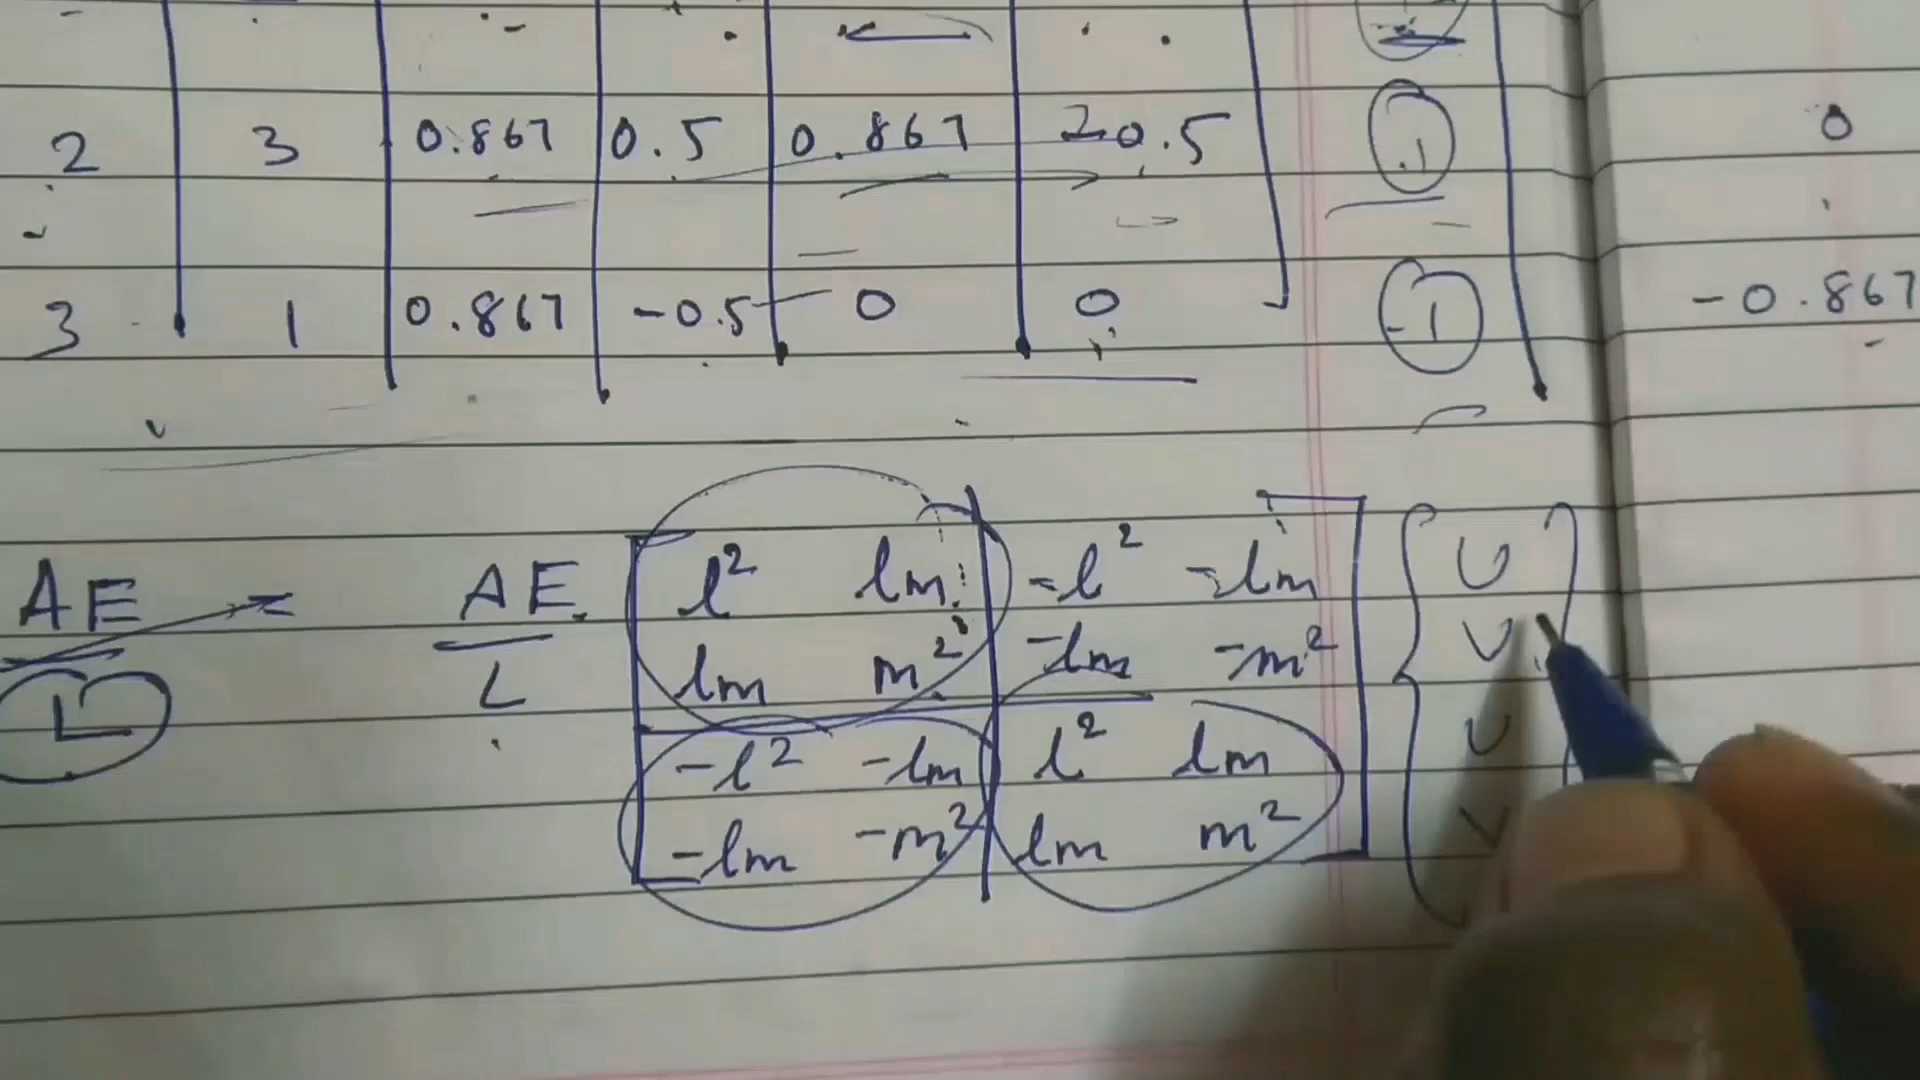 2 3 0.867 0.5 0.867 0.5 1 0
3 1 0.867 -0.5 0 0 -1 -0.867
AE = AE l² lm -l² -lm U
L L lm m² -lm -m² V
-l² -lm l² lm U
-lm -m² lm m² V